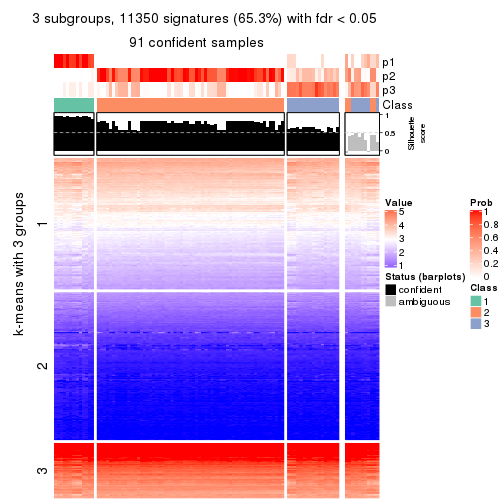 3 subgroups, 11350 signatures (65.3%) with fdr < 0.05
91 confident samples
p1
p2
p3
Class
1
0.5
0
Silhouette
score
k-means with 3 groups
1
2
3
Value
5
4
3
2
1
Status (barplots)
confident
ambiguous
Prob
1
0.8
0.6
0.4
0.2
0
Class
1
2
3